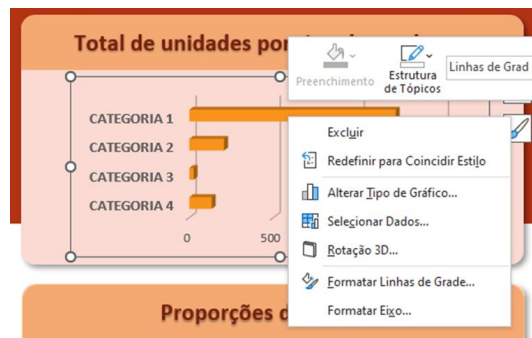 Total de unidades por
Preenchimento
Estrutura
de Tópicos
Linhas de Grad
CATEGORIA 1
CATEGORIA 2
CATEGORIA 3
CATEGORIA 4
0 500
Excluir
Redefinir para Coincidir Estilo
Alterar Tipo de Gráfico...
Selecionar Dados...
Rotação 3D...
Formatar Linhas de Grade...
Formatar Eixo...
Proporções d